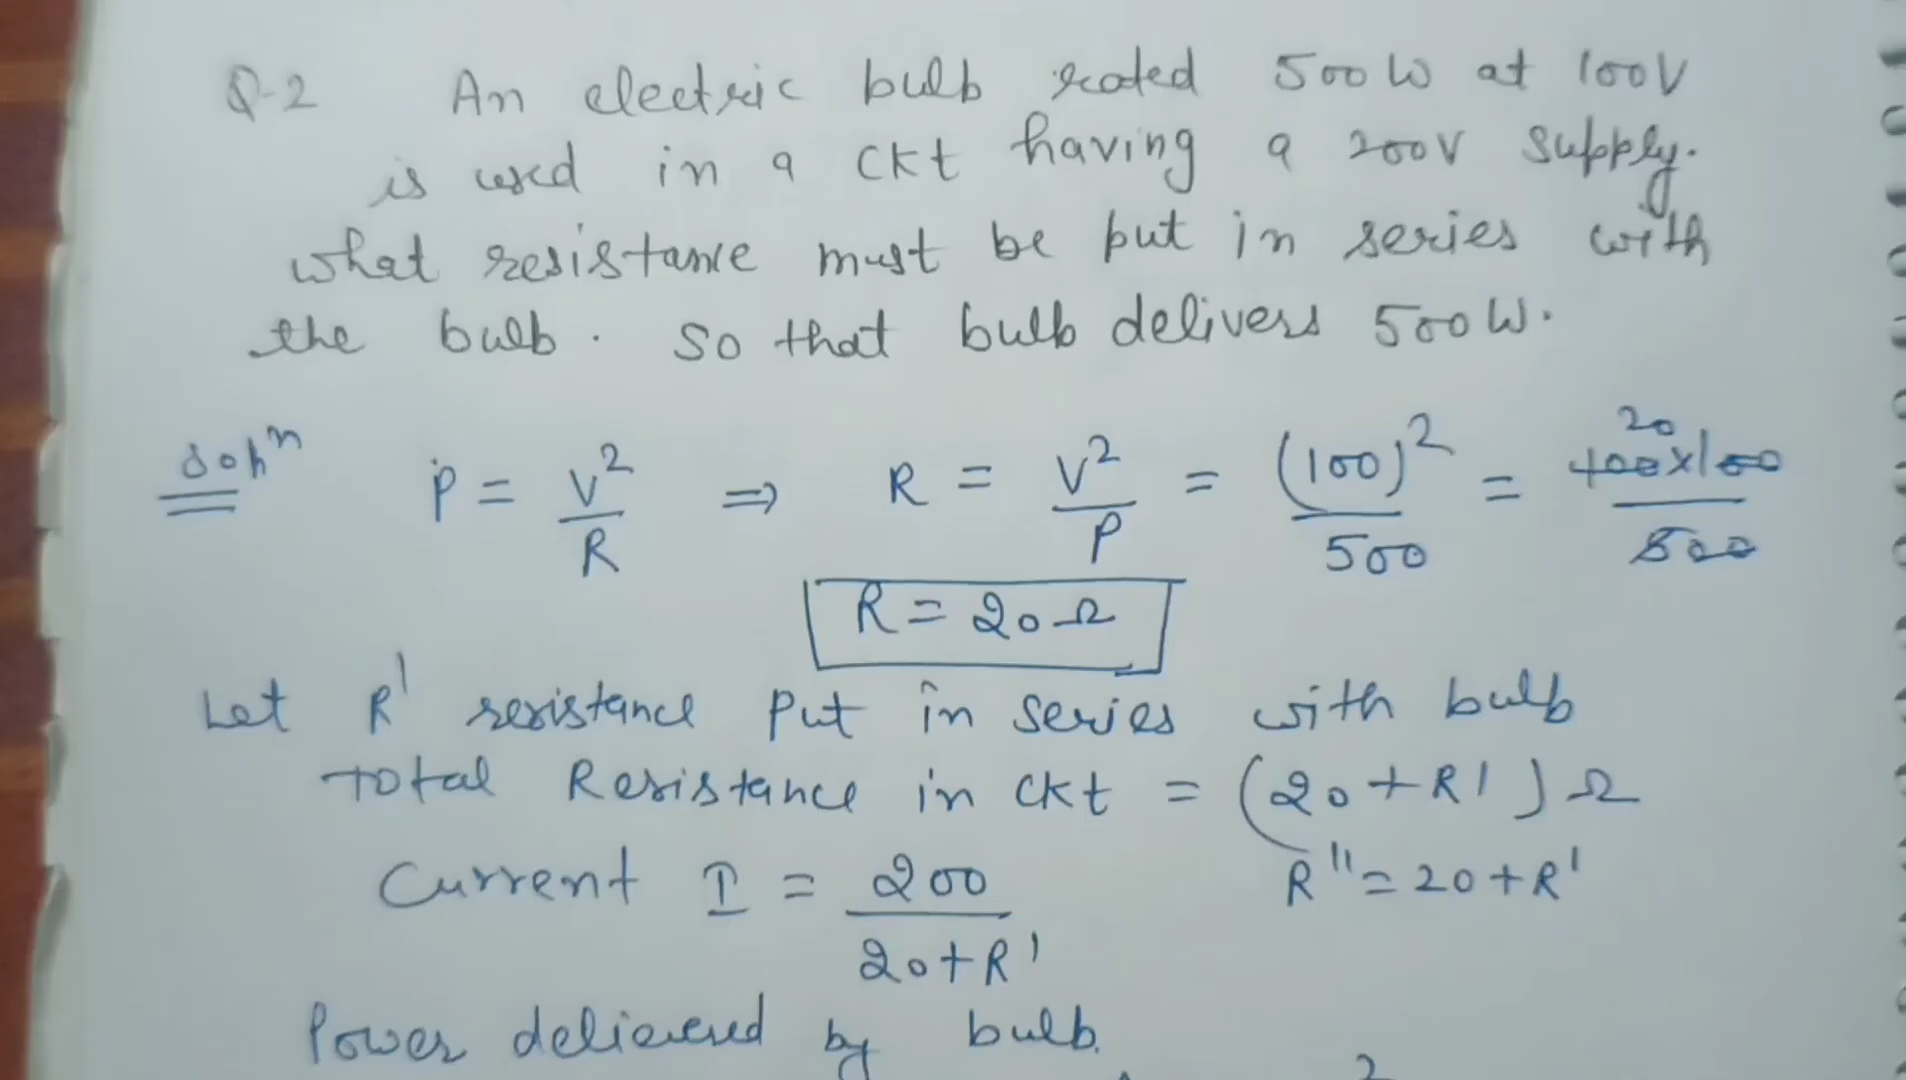 Q-2 An electric bulb rated 500W at 100V
is used in a ckt having a 200V supply.
what resistance must be put in series with
the bulb. so that bulb delivers 500W.
Solⁿ P = V²/R ⇒ R = V²/P = (100)²/500 = 100×100/500 20
R = 20Ω
Let R' resistance put in series with bulb
total Resistance in ckt = (20+R')Ω
R'' = 20+R'
Current I = 200/20+R'
Power delivered by bulb.
2